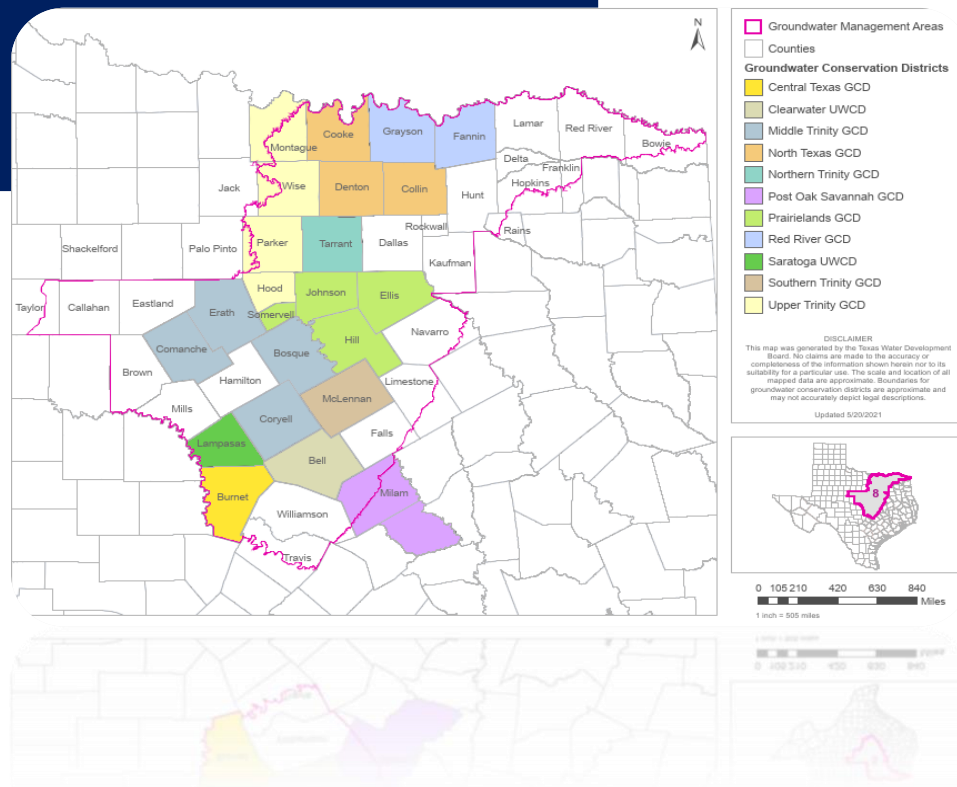 N
Montague
Cooke
Grayson
Fannin
Lamar
Red River
Bowie
Delta
Franklin
Hopkins
Jack
Wise
Denton
Collin
Hunt
Rockwall
Rains
Shackelford
Palo Pinto
Parker
Tarrant
Dallas
Kaufman
Taylor
Callahan
Eastland
Erath
Hood
Somervell
Johnson
Ellis
Navarro
Comanche
Bosque
Hill
Brown
Hamilton
Limestone
McLennan
Mills
Coryell
Falls
Lampasas
Bell
Burnet
Milam
Williamson
Travis
Groundwater Management Areas
Counties
Groundwater Conservation Districts
Central Texas GCD
Clearwater UWCD
Middle Trinity GCD
North Texas GCD
Northern Trinity GCD
Post Oak Savannah GCD
Prairielands GCD
Red River GCD
Saratoga UWCD
Southern Trinity GCD
Upper Trinity GCD
DISCLAIMER
This map was generated by the Texas Water Development
Board. No claims are made to the accuracy or
completeness of the information shown herein nor to its
suitability for a particular use. The scale and location of all
mapped data are approximate. Boundaries for
groundwater conservation districts are approximate and
may not accurately depict legal descriptions.
Updated 5/20/2021
8
0 105 210 420 630 840
Miles
1 inch = 505 miles